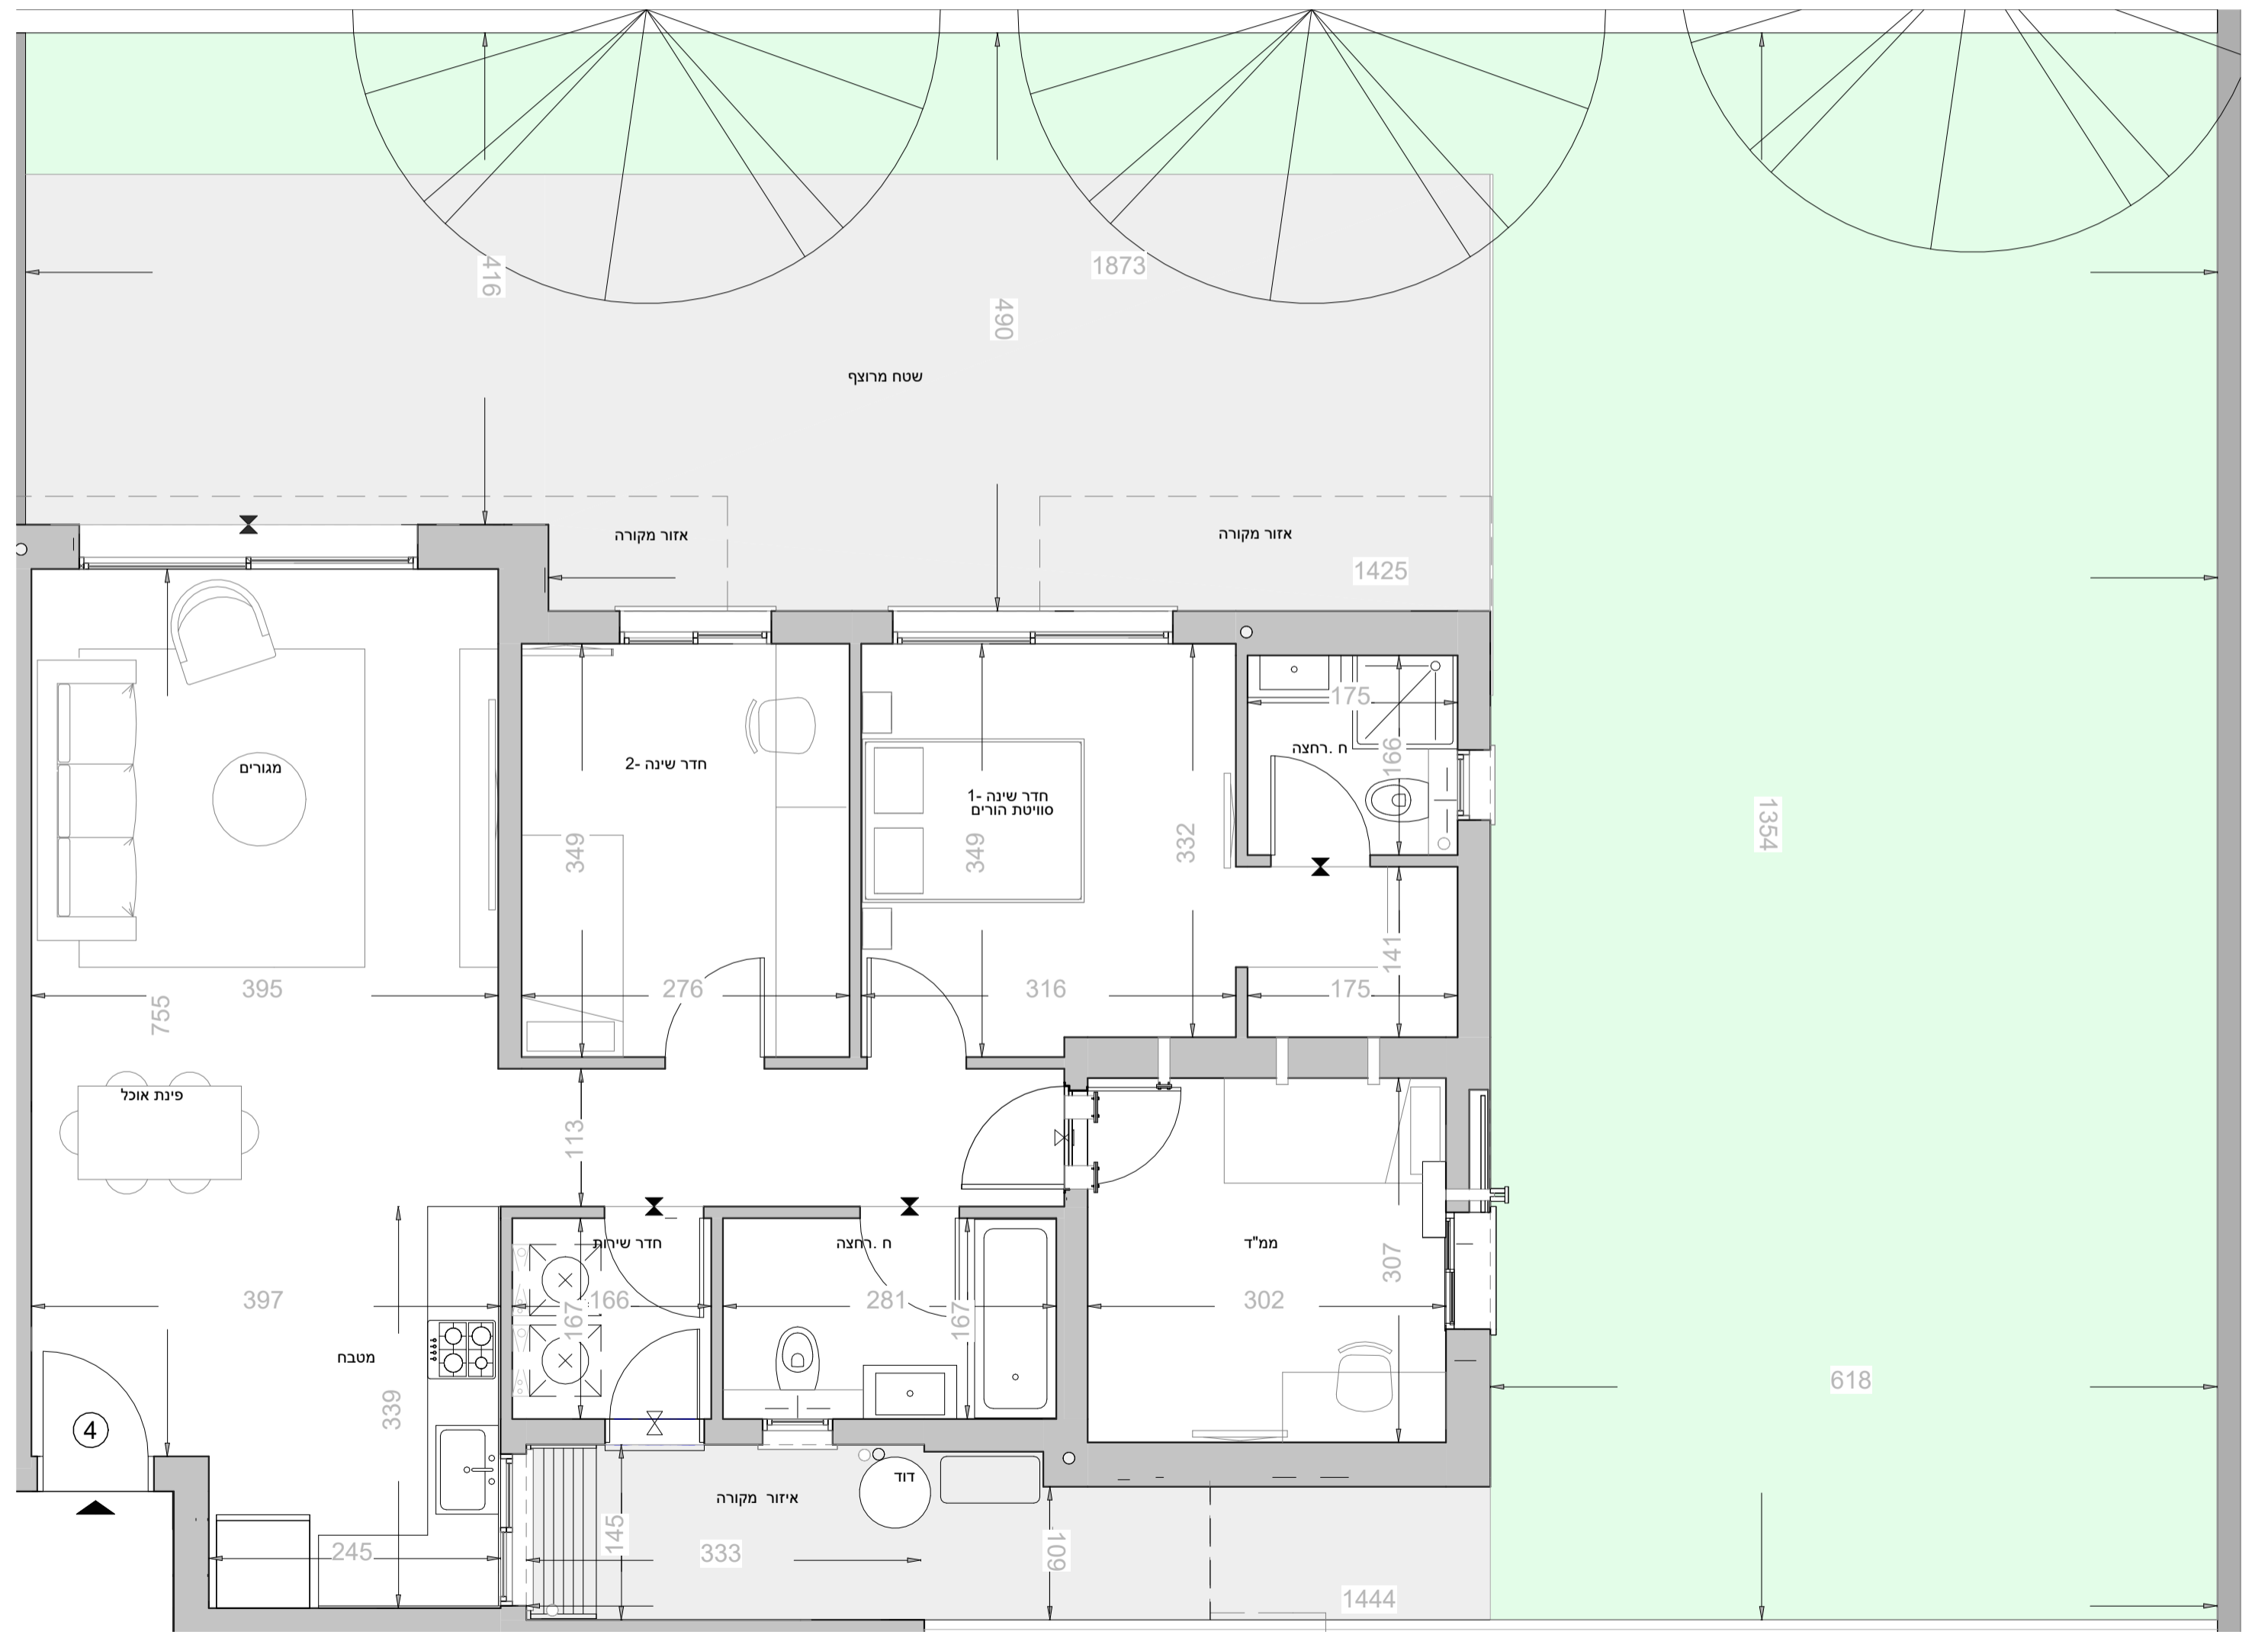 416
1873
490
שטח מרוצף
אזור מקורה
אזור מקורה
1425
175
ח .רחצה
166
חדר שינה -2
מגורים
חדר שינה -1
סוויטת הורים
349
349
332
1354
141
395
755
276
316
175
פינת אוכל
113
חדר שירות
ח .רחצה
ממ"ד
307
397
167
166
281
167
302
מטבח
339
618
4
דוד
איזור מקורה
145
333
245
109
1444